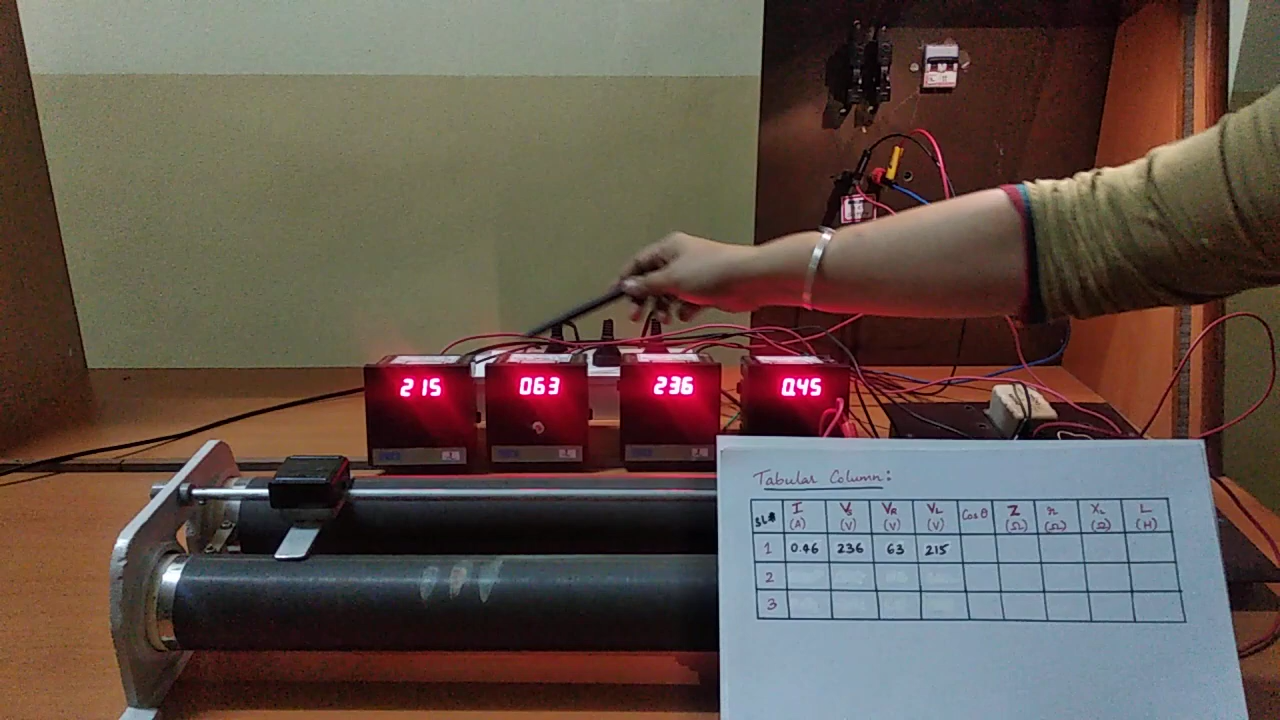 215 063 236 0.45
Tabular Column:
SL# I (A) Vs (V) VR (V) VL (V) Cos θ Z (Ω) r (Ω) XL (Ω) L (H)
1 0.46 236 63 215
2
3